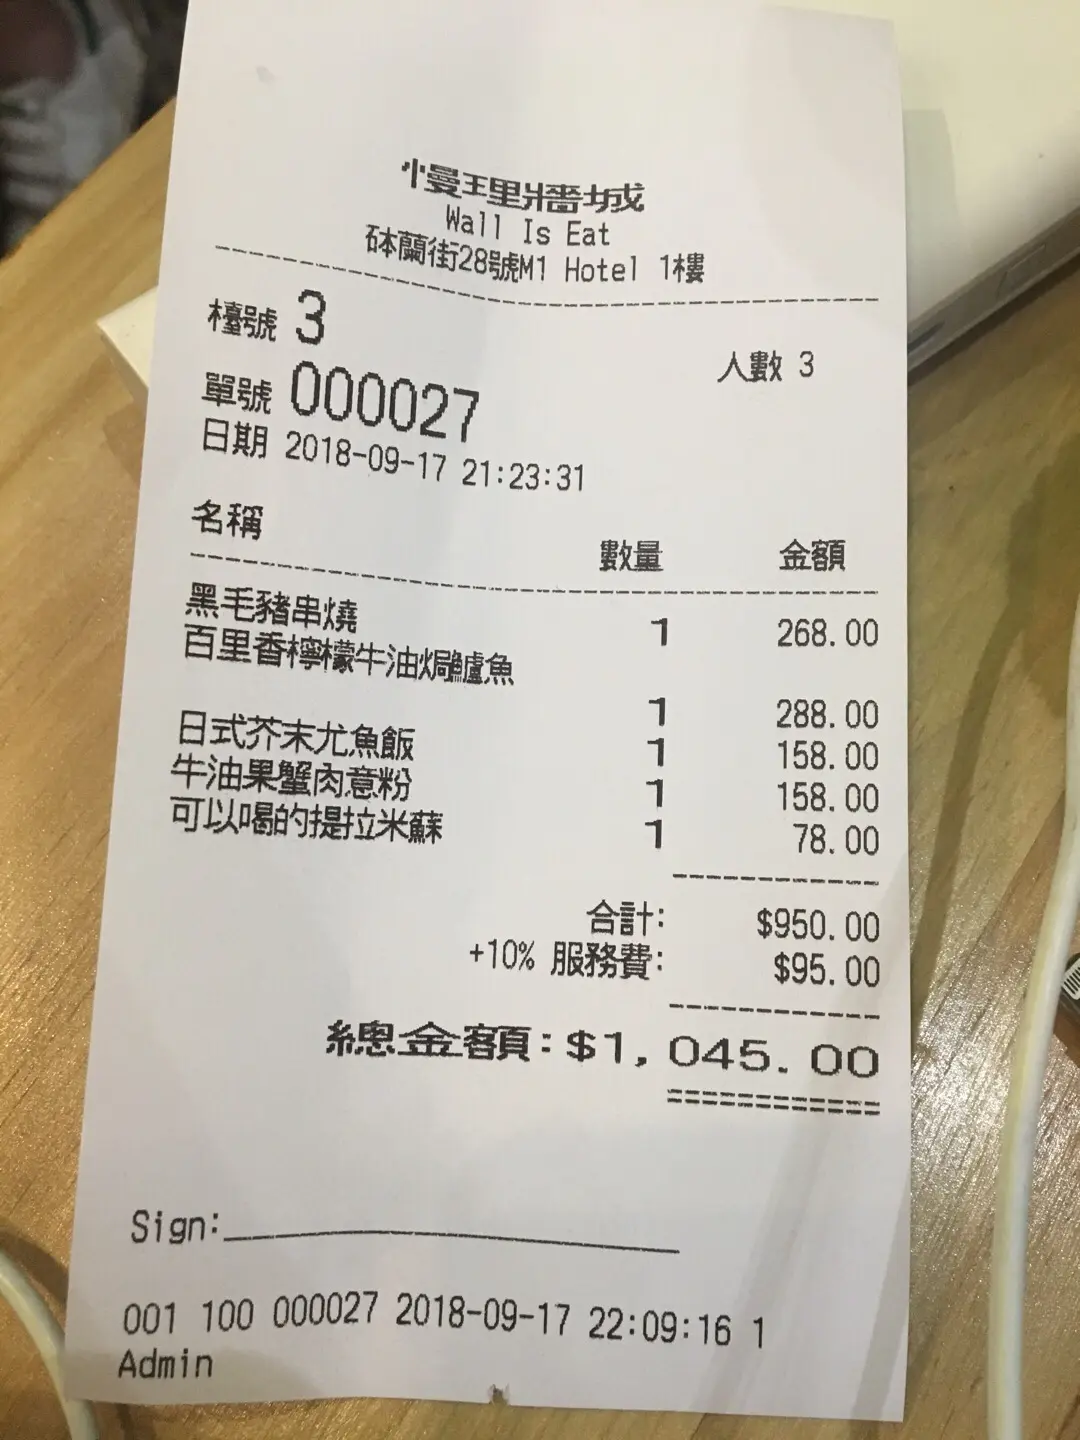 慢理牆城
Wall Is Eat
砵蘭街28號M1 Hotel 1樓
檯號 3 人數 3
單號 000027
日期 2018-09-17 21:23:31
名稱 數量 金額
黑毛豬串燒 1 268.00
百里香檸檬牛油焗鱸魚
1 288.00
日式芥末尤魚飯 1 158.00
牛油果蟹肉意粉 1 158.00
可以喝的提拉米蘇 1 78.00
合計: $950.00
+10% 服務費: $95.00
總金額:$1,045.00
============
Sign:
001 100 000027 2018-09-17 22:09:16 1
Admin